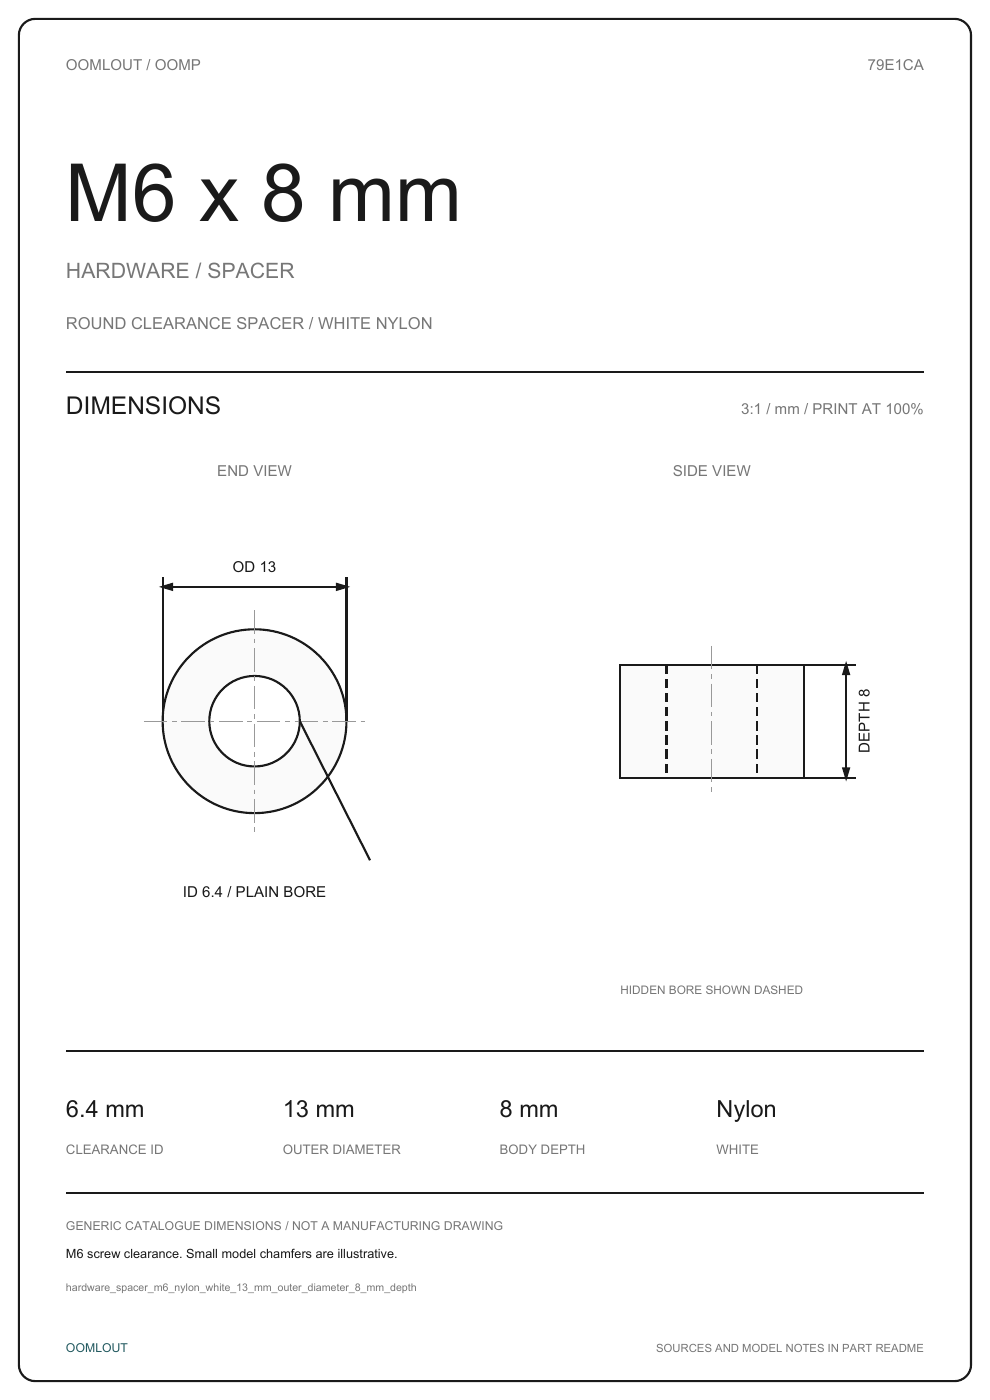 OOMLOUT / OOMP
79E1CA
M6 x 8 mm
HARDWARE / SPACER
ROUND CLEARANCE SPACER / WHITE NYLON
DIMENSIONS
3:1 / mm / PRINT AT 100%
END VIEW
SIDE VIEW
OD 13
DEPTH 8
ID 6.4 / PLAIN BORE
HIDDEN BORE SHOWN DASHED
6.4 mm
CLEARANCE ID
13 mm
OUTER DIAMETER
8 mm
BODY DEPTH
Nylon
WHITE
GENERIC CATALOGUE DIMENSIONS / NOT A MANUFACTURING DRAWING
M6 screw clearance. Small model chamfers are illustrative.
hardware_spacer_m6_nylon_white_13_mm_outer_diameter_8_mm_depth
OOMLOUT
SOURCES AND MODEL NOTES IN PART README